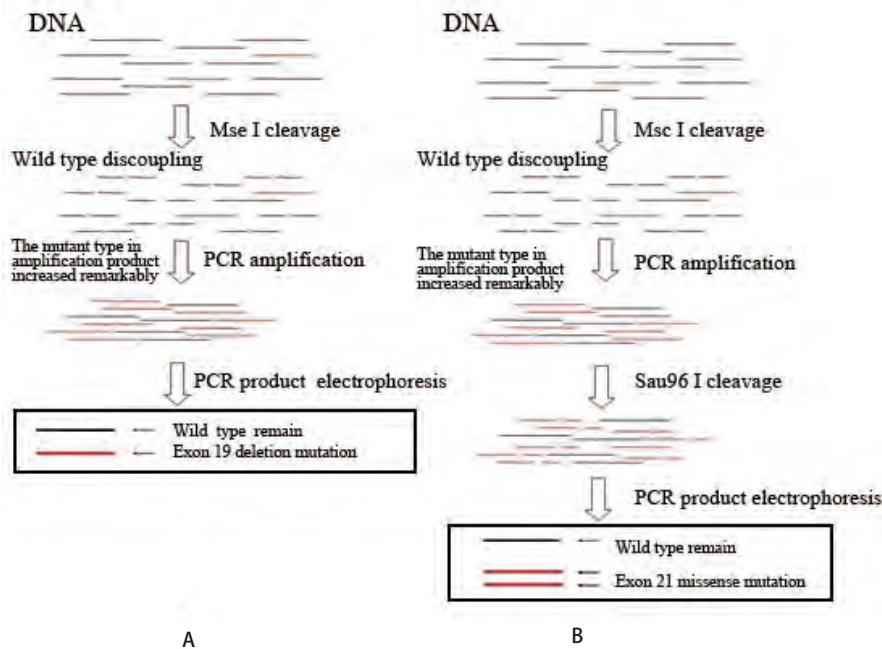 DNA
Mse I cleavage
Wild type discoupling
The mutant type in
amplification product
increased remarkably
PCR amplification
PCR product electrophoresis
Wild type remain
Exon 19 deletion mutation
A
DNA
Msc I cleavage
Wild type discoupling
The mutant type in
amplification product
increased remarkably
PCR amplification
Sau96 I cleavage
PCR product electrophoresis
Wild type remain
Exon 21 missense mutation
B